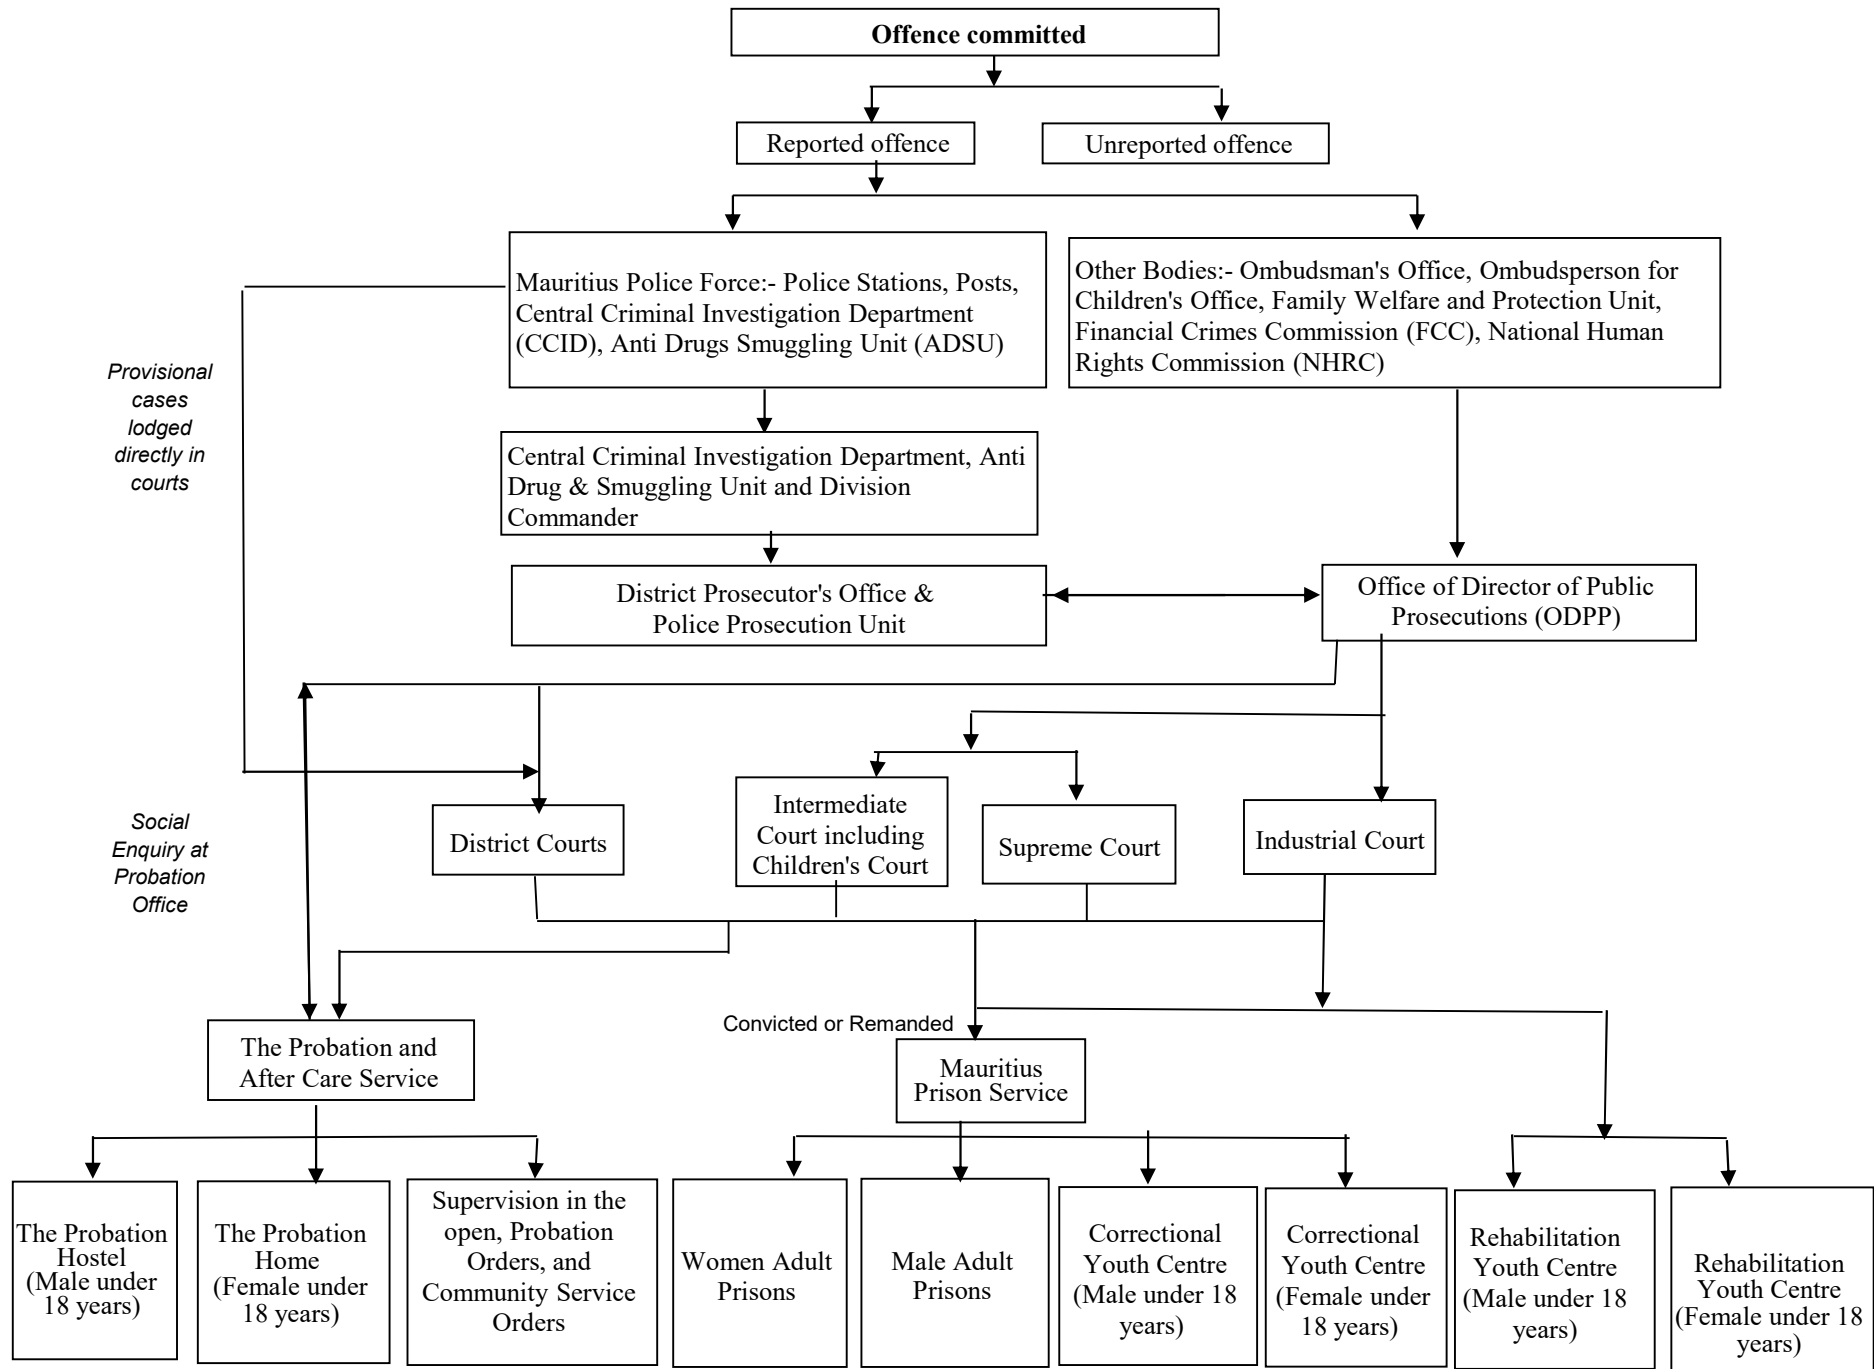 Offence committed
Reported offence
Unreported offence
Mauritius Police Force:- Police Stations, Posts,
Central Criminal Investigation Department
(CCID), Anti Drugs Smuggling Unit (ADSU)
Other Bodies:- Ombudsman's Office, Ombudsperson for
Children's Office, Family Welfare and Protection Unit,
Financial Crimes Commission (FCC), National Human
Rights Commission (NHRC)
Provisional
cases
lodged
directly in
courts
Central Criminal Investigation Department, Anti
Drug & Smuggling Unit and Division
Commander
District Prosecutor's Office &
Police Prosecution Unit
Office of Director of Public
Prosecutions (ODPP)
Social
Enquiry at
Probation
Office
District Courts
Intermediate
Court including
Children's Court
Supreme Court
Industrial Court
Convicted or Remanded
The Probation and
After Care Service
Mauritius
Prison Service
The Probation
Hostel
(Male under
18 years)
The Probation
Home
(Female under
18 years)
Supervision in the
open, Probation
Orders, and
Community Service
Orders
Women Adult
Prisons
Male Adult
Prisons
Correctional
Youth Centre
(Male under 18
years)
Correctional
Youth Centre
(Female under
18 years)
Rehabilitation
Youth Centre
(Male under 18
years)
Rehabilitation
Youth Centre
(Female under 18
years)